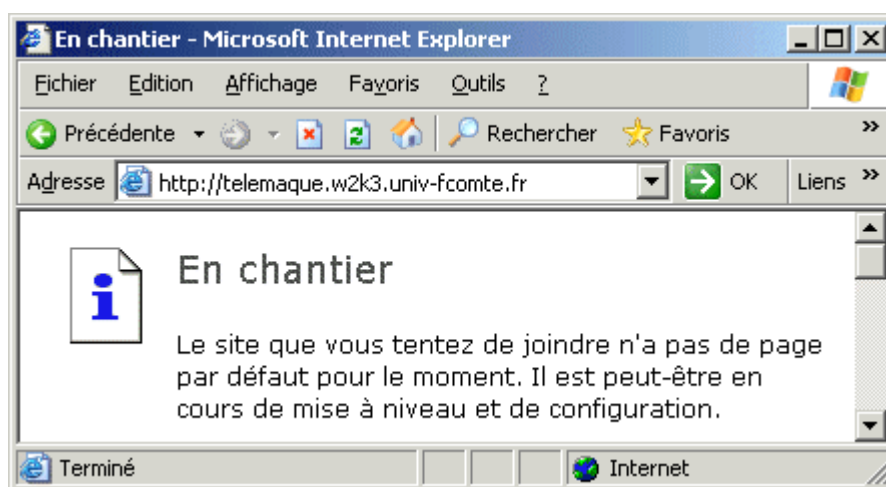 En chantier - Microsoft Internet Explorer
Fichier Edition Affichage Favoris Outils ?
Précédente Rechercher Favoris »
Adresse http://telemaque.w2k3.univ-fcomte.fr OK Liens »
i En chantier
Le site que vous tentez de joindre n'a pas de page
par défaut pour le moment. Il est peut-être en
cours de mise à niveau et de configuration.
Terminé Internet